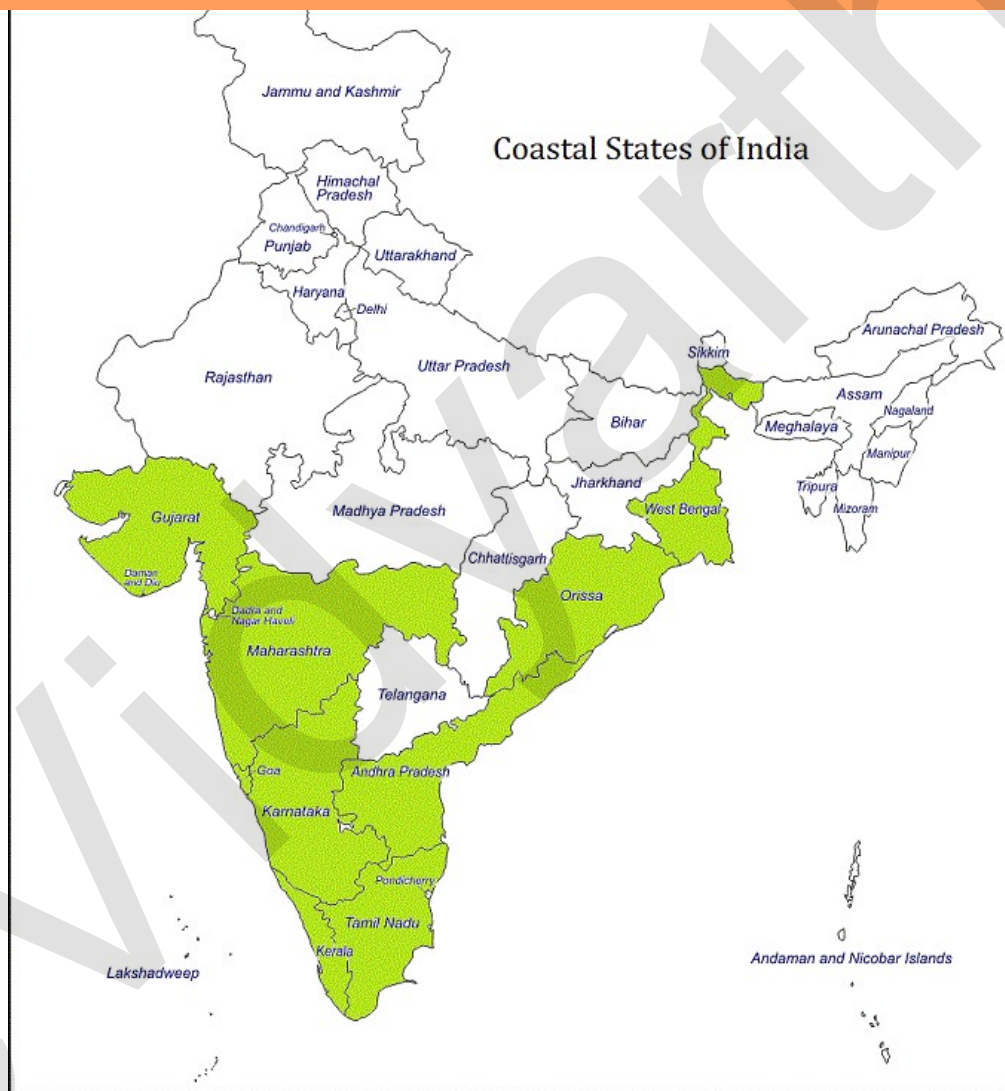 Jammu and Kashmir
Coastal States of India
Himachal
Pradesh
Chandigarh
Punjab
Uttarakhand
Haryana
Delhi
Arunachal Pradesh
Sikkim
Uttar Pradesh
Rajasthan
Assam
Nagaland
Bihar
Meghalaya
Manipur
Jharkhand
Tripura
Mizoram
West Bengal
Madhya Pradesh
Gujarat
Chhattisgarh
Daman
and Diu
Orissa
Dadra and
Nagar Haveli
Maharashtra
Telangana
Goa
Andhra Pradesh
Karnataka
Pondicherry
Tamil Nadu
Kerala
Lakshadweep
Andaman and Nicobar Islands
Vidyarth